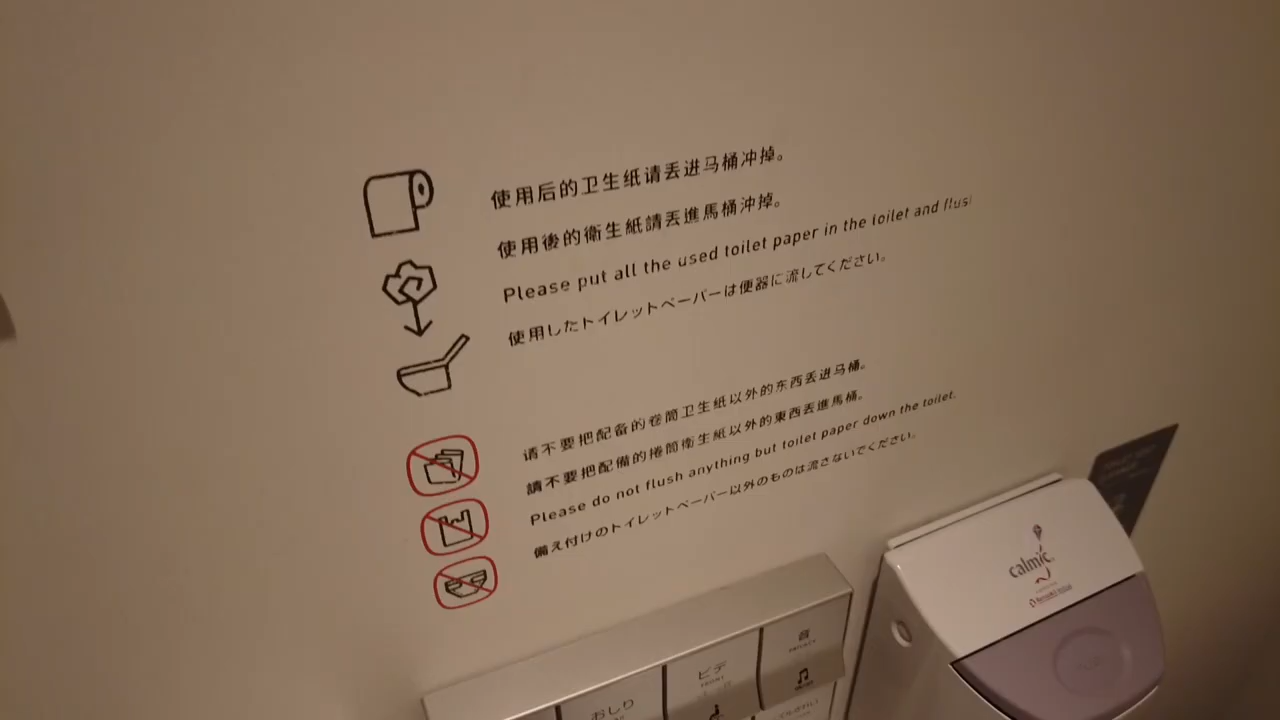 使用后的卫生纸请丢进马桶冲掉。
使用後的衛生紙請丟進馬桶沖掉。
Please put all the used toilet paper in the toilet and flus
使用したトイレットペーパーは便器に流してください。
请不要把配备的卷筒卫生纸以外的东西丢进马桶。
請不要把配備的捲筒衛生紙以外的東西丟進馬桶。
Please do not flush anything but toilet paper down the toilet.
備え付けのトイレットペーパー以外のものは流さないでください。
calmic
音
PRIVACY
ビデ
FRONT
おしり